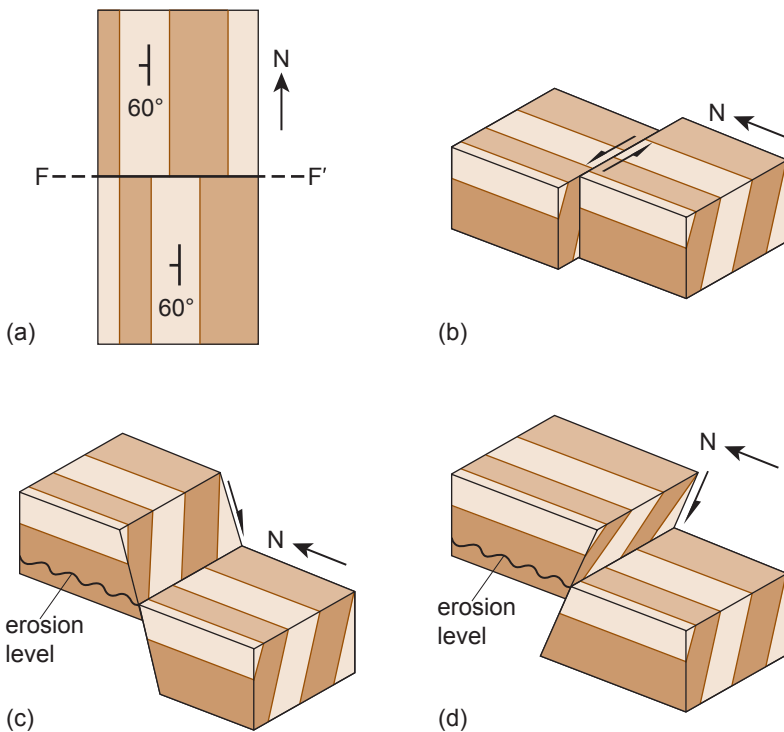 N
60°
F
F′
60°
(a)
N
(b)
N
erosion
level
(c)
N
erosion
level
(d)